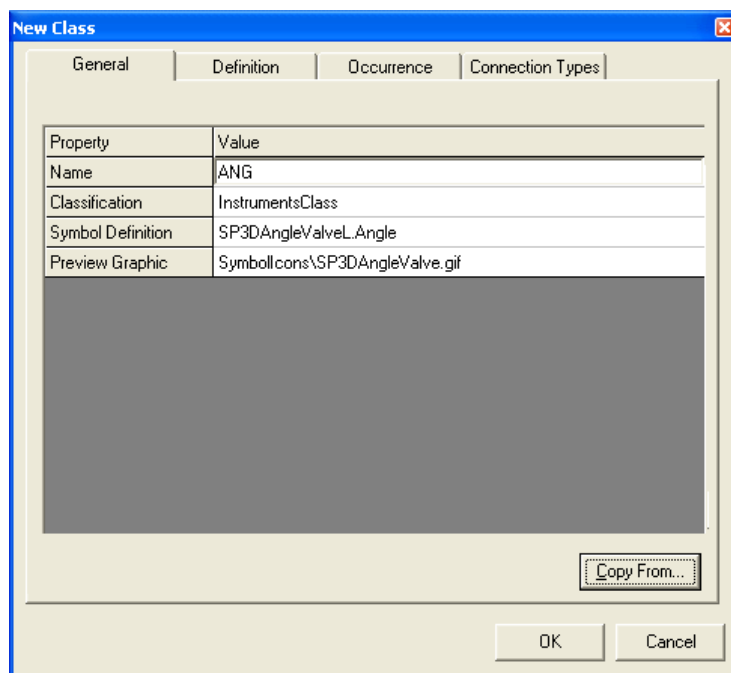 New Class
General Definition Occurrence Connection Types
Property Value
Name ANG
Classification InstrumentsClass
Symbol Definition SP3DAngleValveL.Angle
Preview Graphic SymbolIcons\SP3DAngleValve.gif
Copy From...
OK Cancel